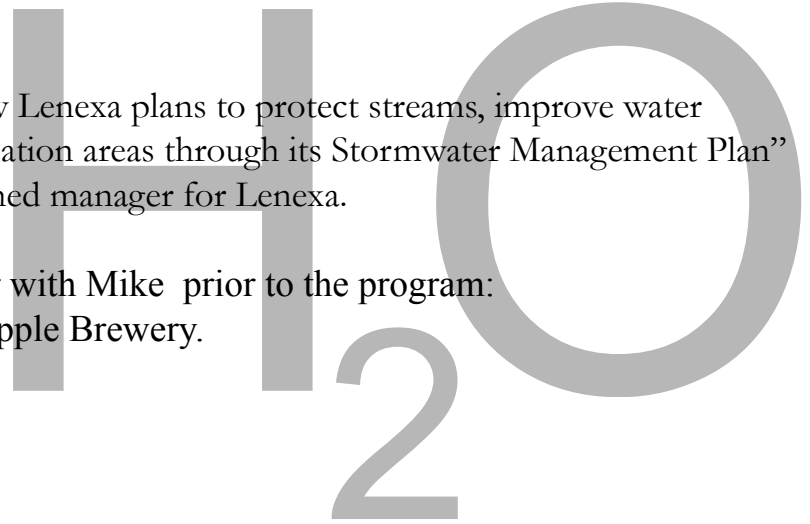 Lenexa plans to protect streams, improve water
ation areas through its Stormwater Management Plan”
ned manager for Lenexa.
with Mike prior to the program:
pple Brewery.
H2O